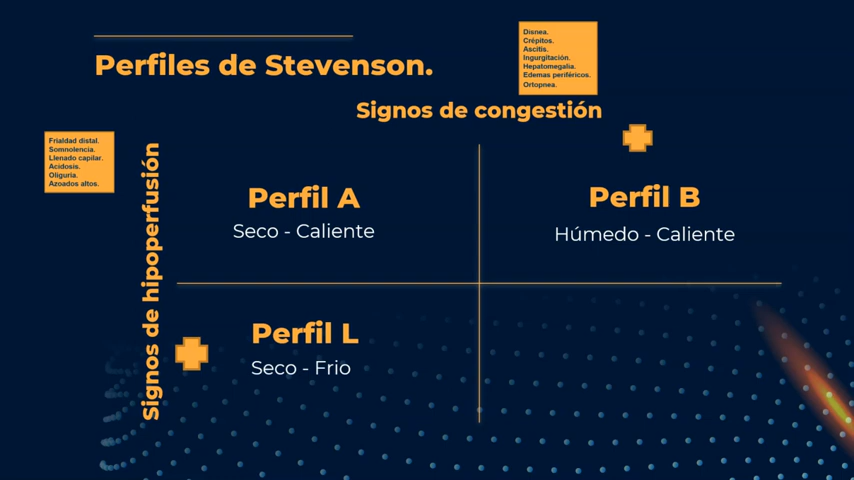 Perfiles de Stevenson.
Disnea.
Crépitos.
Ascitis.
Ingurgitación.
Hepatomegalia.
Edemas periféricos.
Ortopnea.
Signos de congestión
Frialdad distal.
Somnolencia.
Llenado capilar.
Acidosis.
Oliguria.
Azoados altos.
Signos de hipoperfusión
Perfil A
Seco - Caliente
Perfil B
Húmedo - Caliente
Perfil L
Seco - Frio